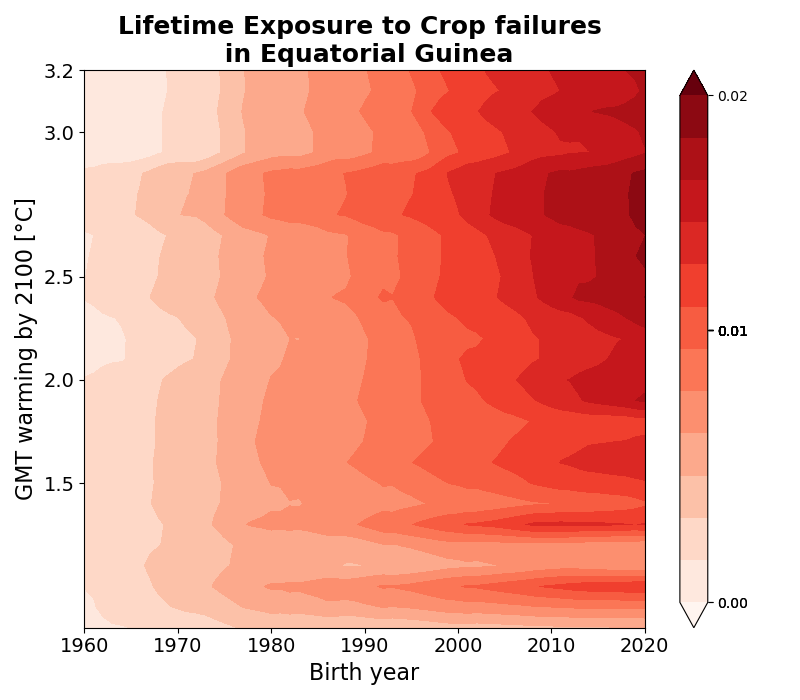 Lifetime Exposure to Crop failures
in Equatorial Guinea
3.2
3.0
2.5
2.0
1.5
GMT warming by 2100 [°C]
1960 1970 1980 1990 2000 2010 2020
Birth year
0.02
0.01
0.00